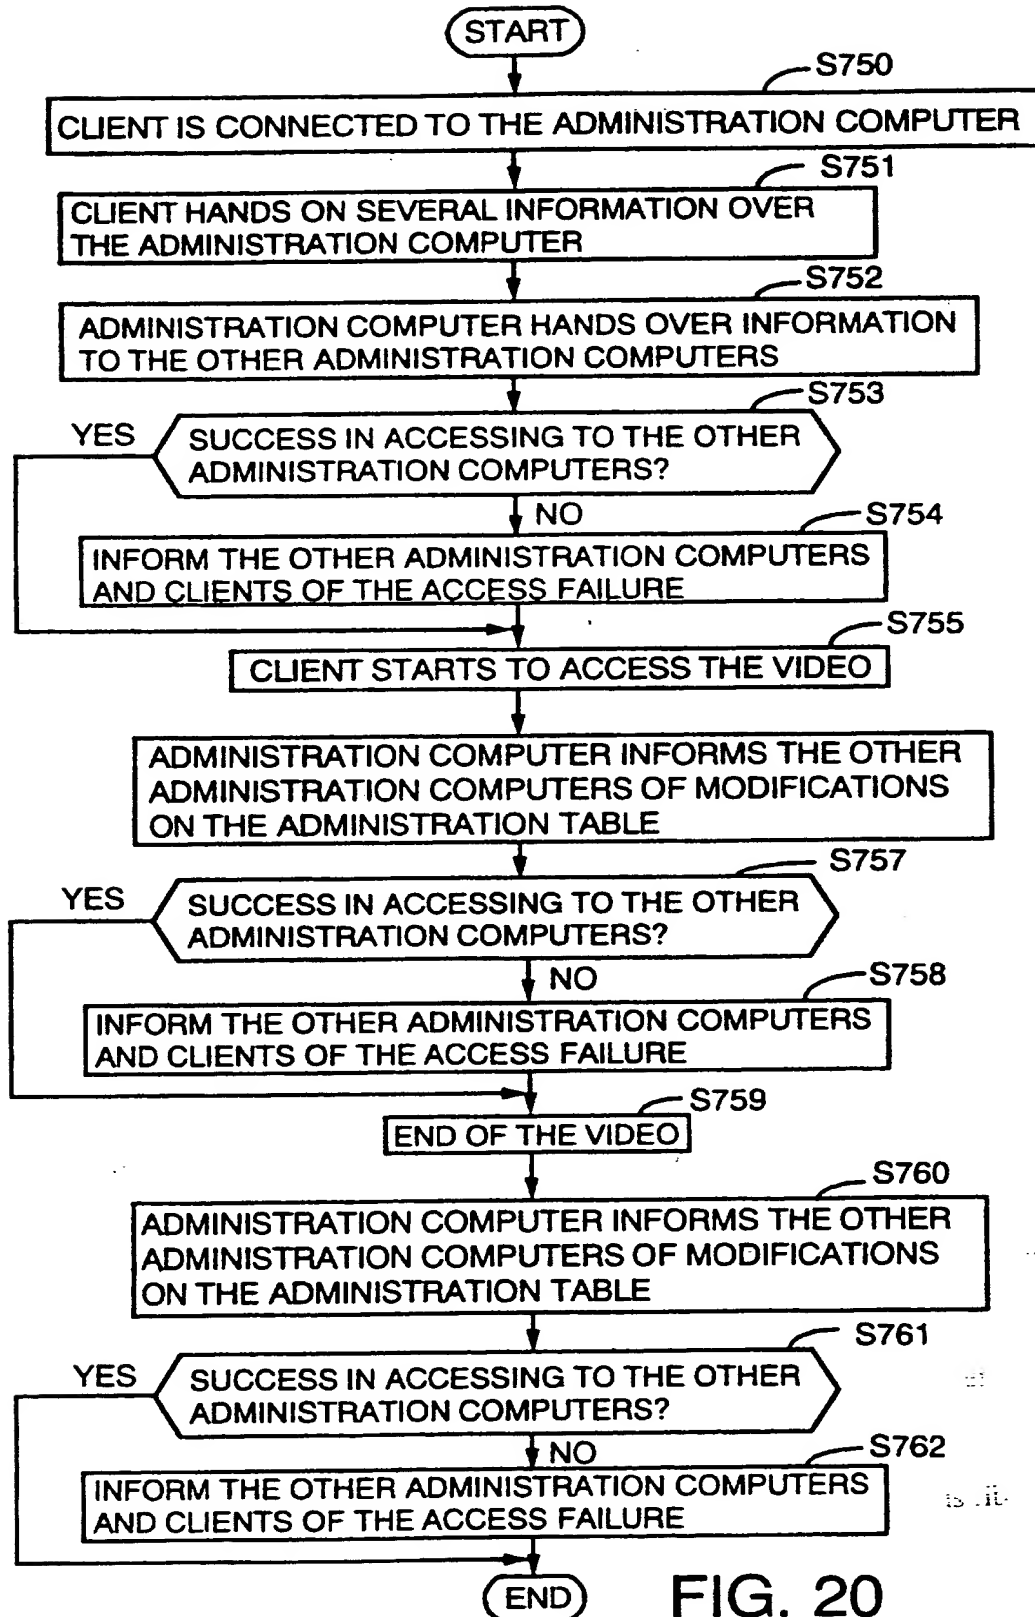 START
S750
CLIENT IS CONNECTED TO THE ADMINISTRATION COMPUTER
S751
CLIENT HANDS ON SEVERAL INFORMATION OVER
THE ADMINISTRATION COMPUTER
S752
ADMINISTRATION COMPUTER HANDS OVER INFORMATION
TO THE OTHER ADMINISTRATION COMPUTERS
S753
YES
SUCCESS IN ACCESSING TO THE OTHER
ADMINISTRATION COMPUTERS?
NO
S754
INFORM THE OTHER ADMINISTRATION COMPUTERS
AND CLIENTS OF THE ACCESS FAILURE
S755
CLIENT STARTS TO ACCESS THE VIDEO
ADMINISTRATION COMPUTER INFORMS THE OTHER
ADMINISTRATION COMPUTERS OF MODIFICATIONS
ON THE ADMINISTRATION TABLE
S757
YES
SUCCESS IN ACCESSING TO THE OTHER
ADMINISTRATION COMPUTERS?
NO
S758
INFORM THE OTHER ADMINISTRATION COMPUTERS
AND CLIENTS OF THE ACCESS FAILURE
S759
END OF THE VIDEO
S760
ADMINISTRATION COMPUTER INFORMS THE OTHER
ADMINISTRATION COMPUTERS OF MODIFICATIONS
ON THE ADMINISTRATION TABLE
S761
YES
SUCCESS IN ACCESSING TO THE OTHER
ADMINISTRATION COMPUTERS?
NO
S762
INFORM THE OTHER ADMINISTRATION COMPUTERS
AND CLIENTS OF THE ACCESS FAILURE
END
FIG. 20